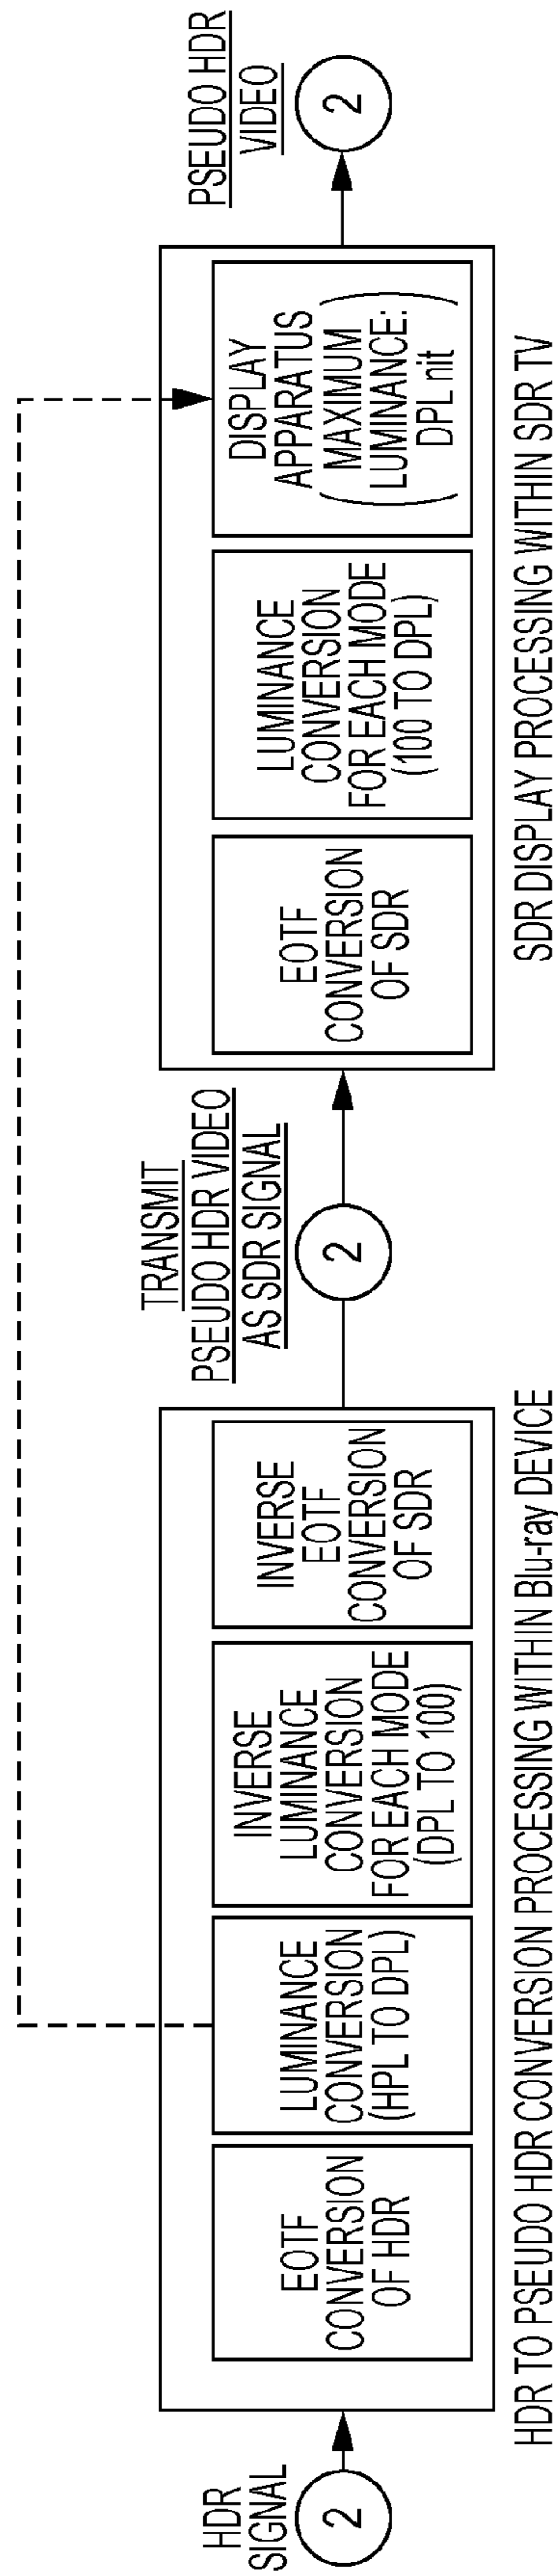 HDR
SIGNAL
2
EOTF
CONVERSION
OF HDR
LUMINANCE
CONVERSION
(HPL TO DPL)
INVERSE
LUMINANCE
CONVERSION
FOR EACH MODE
(DPL TO 100)
INVERSE
EOTF
CONVERSION
OF SDR
HDR TO PSEUDO HDR CONVERSION PROCESSING WITHIN Blu-ray DEVICE
TRANSMIT
PSEUDO HDR VIDEO
AS SDR SIGNAL
2
EOTF
CONVERSION
OF SDR
LUMINANCE
CONVERSION
FOR EACH MODE
(100 TO DPL)
DISPLAY
APPARATUS
(MAXIMUM
LUMINANCE:
DPL nit)
SDR DISPLAY PROCESSING WITHIN SDR TV
PSEUDO HDR
VIDEO
2